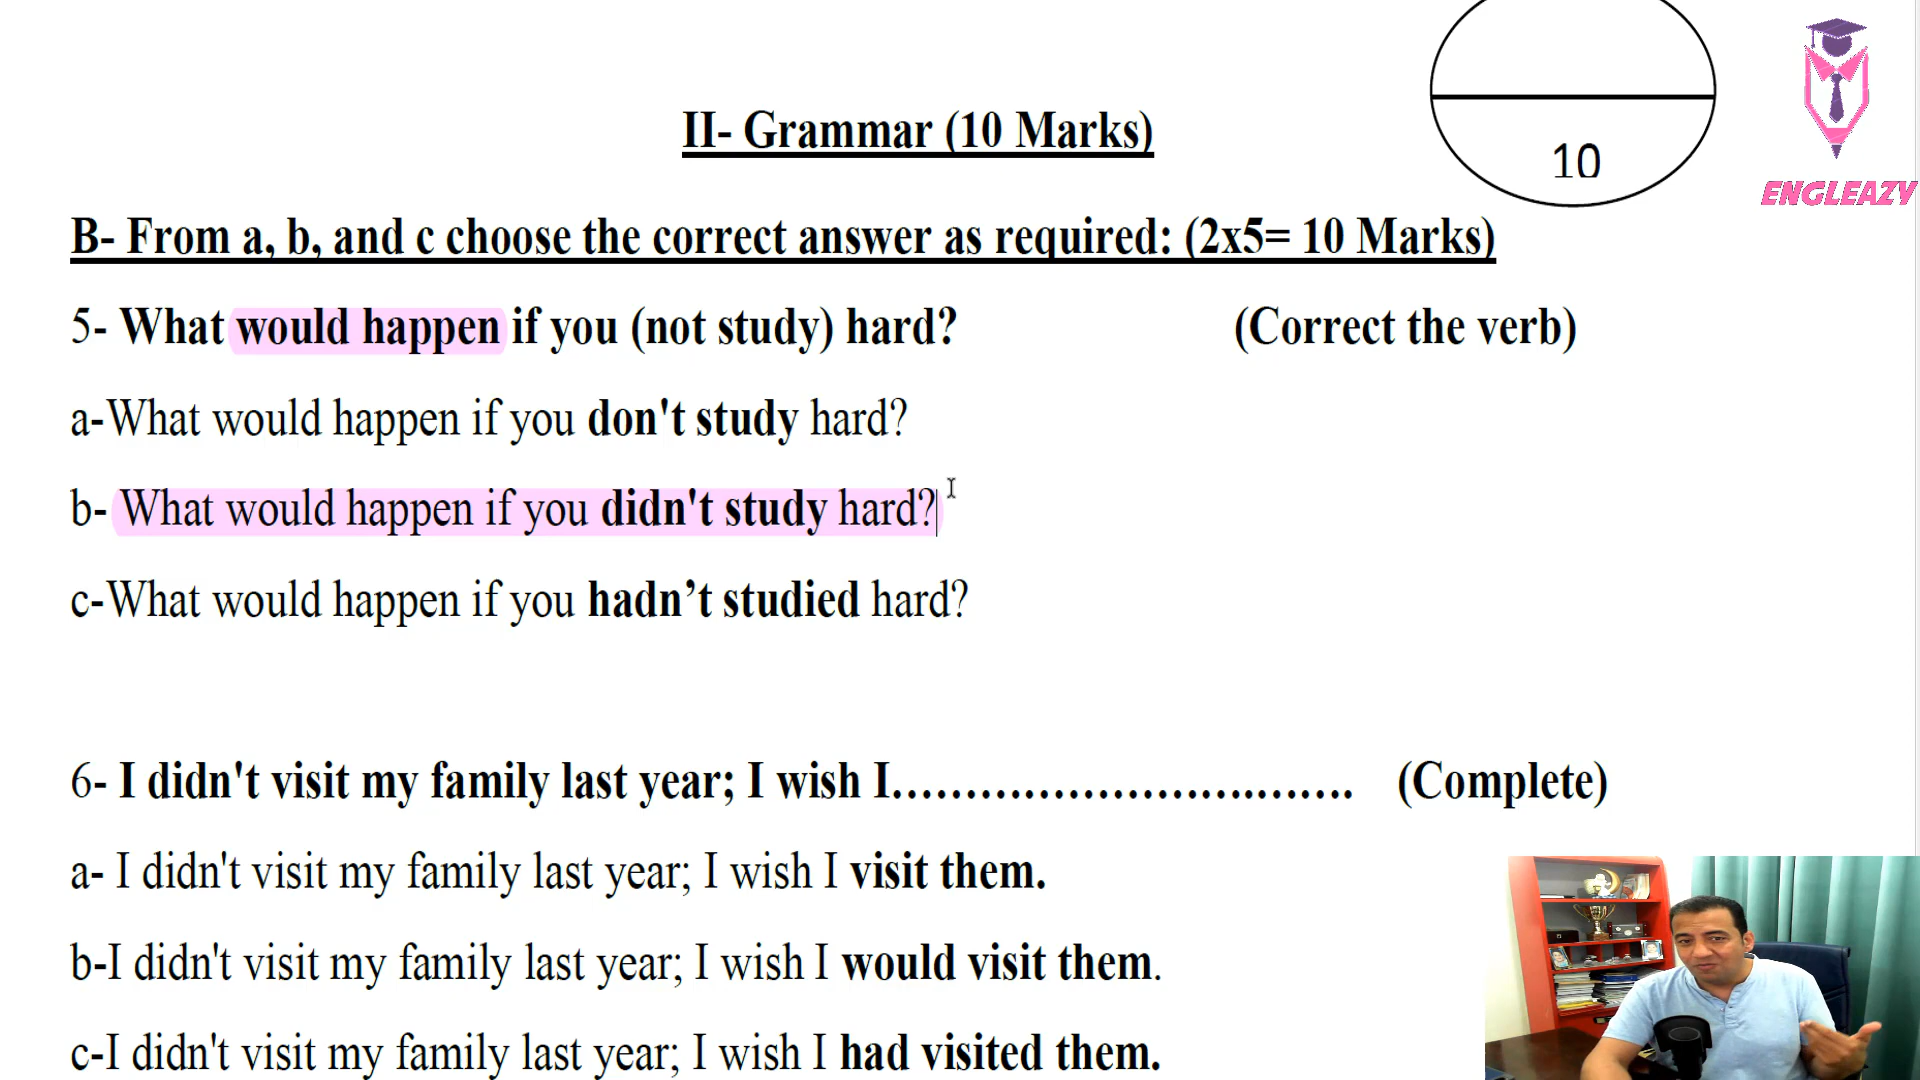 II- Grammar (10 Marks)
10
ENGLEAZY
B- From a, b, and c choose the correct answer as required: (2x5= 10 Marks)
5- What would happen if you (not study) hard? (Correct the verb)
a-What would happen if you don't study hard?
b- What would happen if you didn't study hard?
c-What would happen if you hadn’t studied hard?
6- I didn't visit my family last year; I wish I................................ (Complete)
a- I didn't visit my family last year; I wish I visit them.
b-I didn't visit my family last year; I wish I would visit them.
c-I didn't visit my family last year; I wish I had visited them.